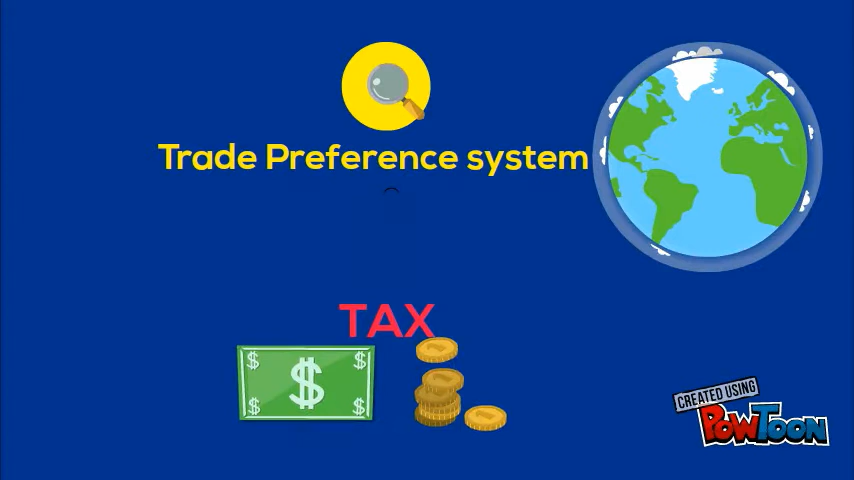 Trade Preference system
TAX
$ $
$
$ $
CREATED USING
POWTOON